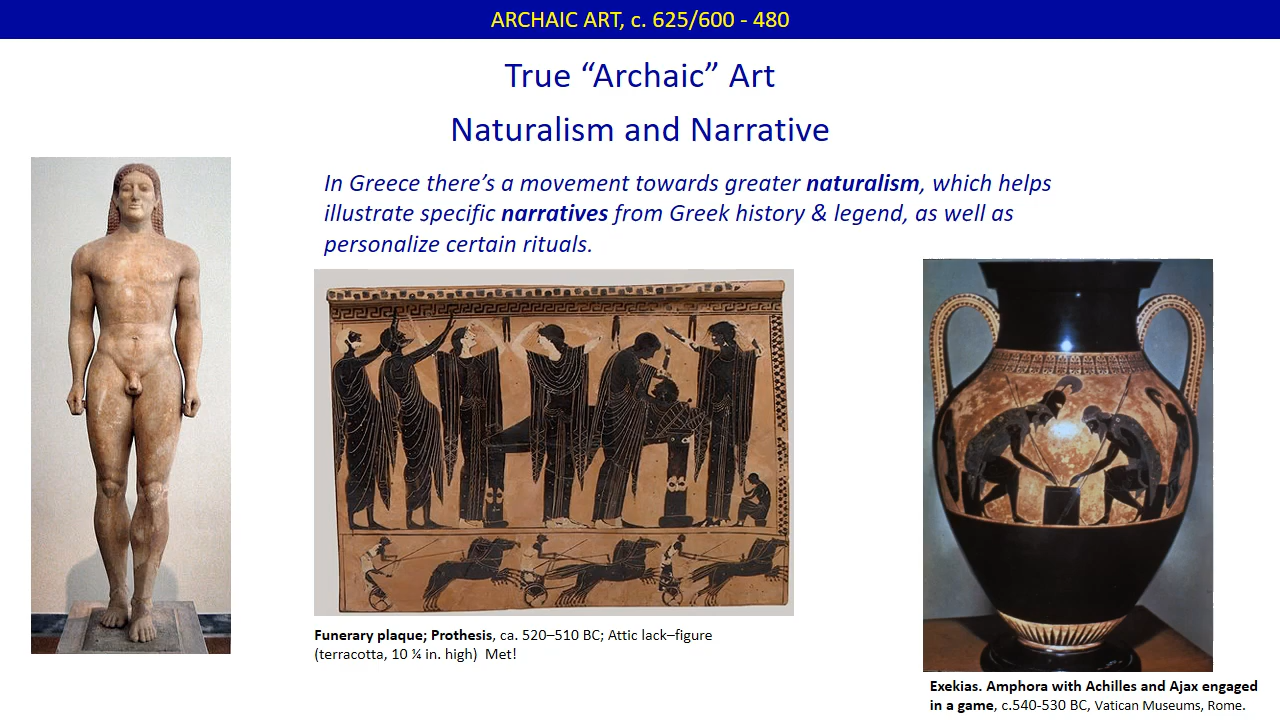 ARCHAIC ART, c. 625/600 - 480
True “Archaic” Art
Naturalism and Narrative
In Greece there’s a movement towards greater naturalism, which helps
illustrate specific narratives from Greek history & legend, as well as
personalize certain rituals.
Funerary plaque; Prothesis, ca. 520–510 BC; Attic lack–figure
(terracotta, 10 ¼ in. high)  Met!
Exekias. Amphora with Achilles and Ajax engaged
in a game, c.540-530 BC, Vatican Museums, Rome.